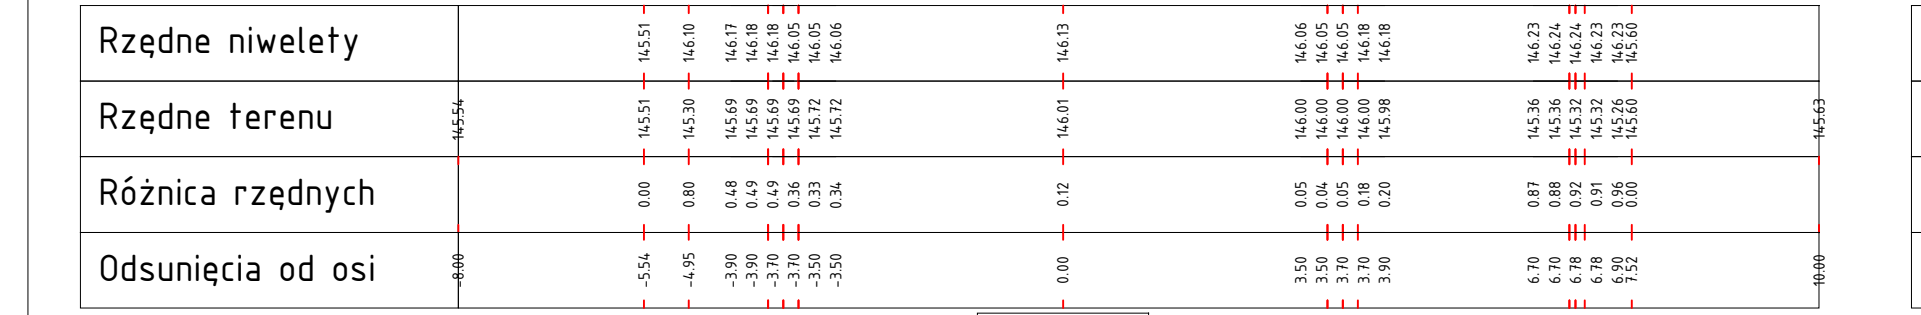 Rzędne niwelety 145.51 146.10 146.17 146.18 146.18 146.05 146.05 146.06 146.13 146.06 146.05 146.05 146.18 146.18 146.23 146.24 146.24 146.23 146.23 145.60
Rzędne terenu 145.54 145.51 145.30 145.69 145.69 145.69 145.69 145.72 145.72 146.01 146.00 146.00 146.00 146.00 145.98 145.36 145.36 145.32 145.32 145.26 145.60 145.63
Różnica rzędnych 0.00 0.80 0.48 0.49 0.49 0.36 0.33 0.34 0.12 0.05 0.04 0.05 0.18 0.20 0.87 0.88 0.92 0.91 0.96 0.00
Odsunięcia od osi -8.00 -5.54 -4.95 -3.90 -3.90 -3.70 -3.70 -3.50 -3.50 0.00 3.50 3.50 3.70 3.70 3.90 6.70 6.70 6.78 6.78 6.90 7.52 10.00